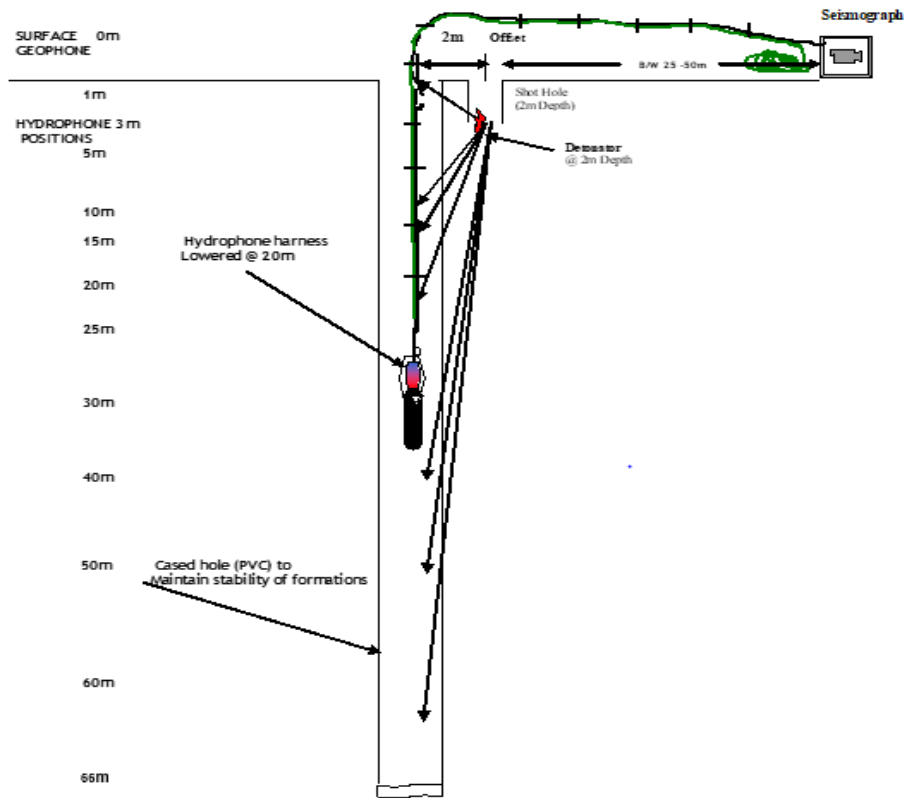 Seismograph
SURFACE 0m
GEOPHONE
2m Offset
B/W 25 -50m
1m
Shot Hole
(2m Depth)
HYDROPHONE 3 m
POSITIONS
Detonator
@ 2m Depth
5m
10m
15m
Hydrophone harness
Lowered @ 20m
20m
25m
30m
40m
50m
Cased hole (PVC) to
Maintain stability of formations
60m
66m